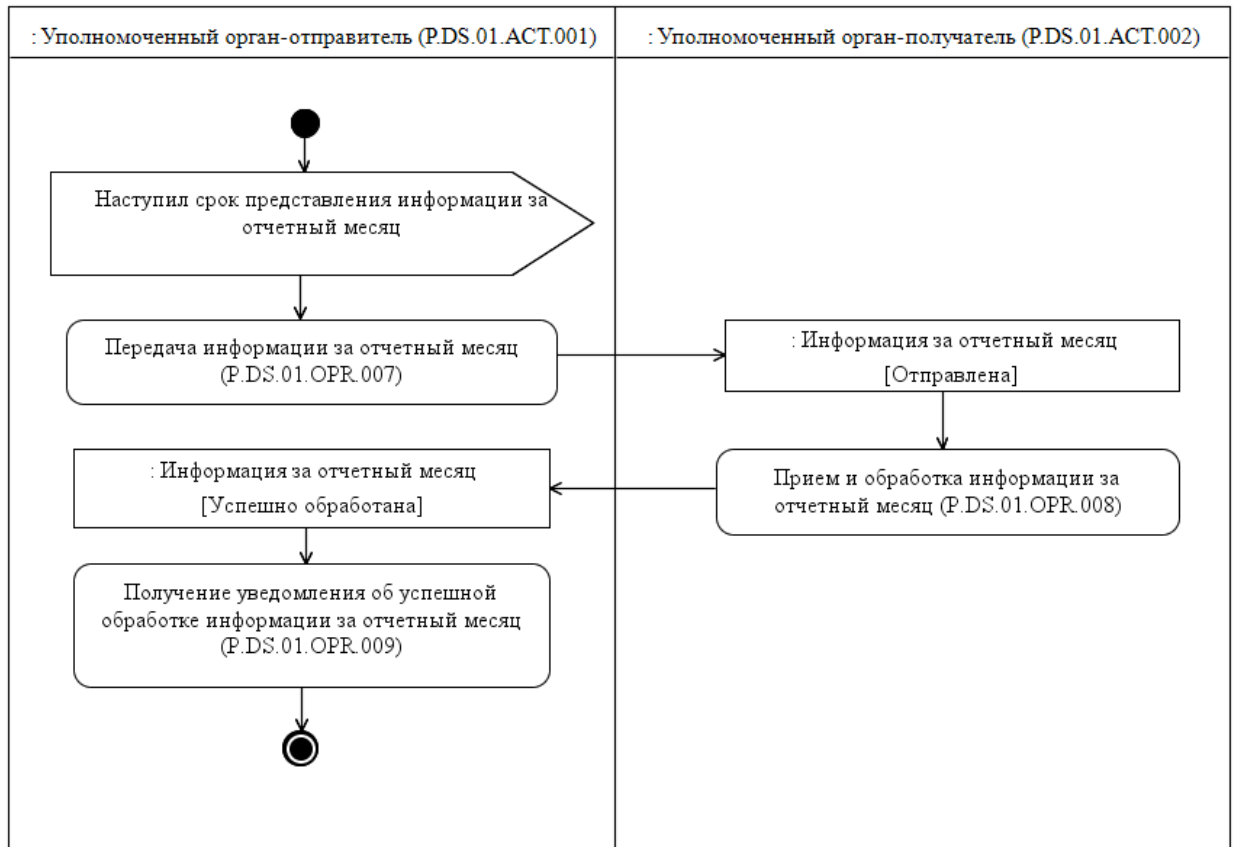 : Уполномоченный орган-отправитель (P.DS.01.ACT.001)
: Уполномоченный орган-получатель (P.DS.01.ACT.002)
Наступил срок представления информации за
отчетный месяц
Передача информации за отчетный месяц
(P.DS.01.OPR.007)
: Информация за отчетный месяц
[Отправлена]
: Информация за отчетный месяц
[Успешно обработана]
Прием и обработка информации за
отчетный месяц (P.DS.01.OPR.008)
Получение уведомления об успешной
обработке информации за отчетный месяц
(P.DS.01.OPR.009)